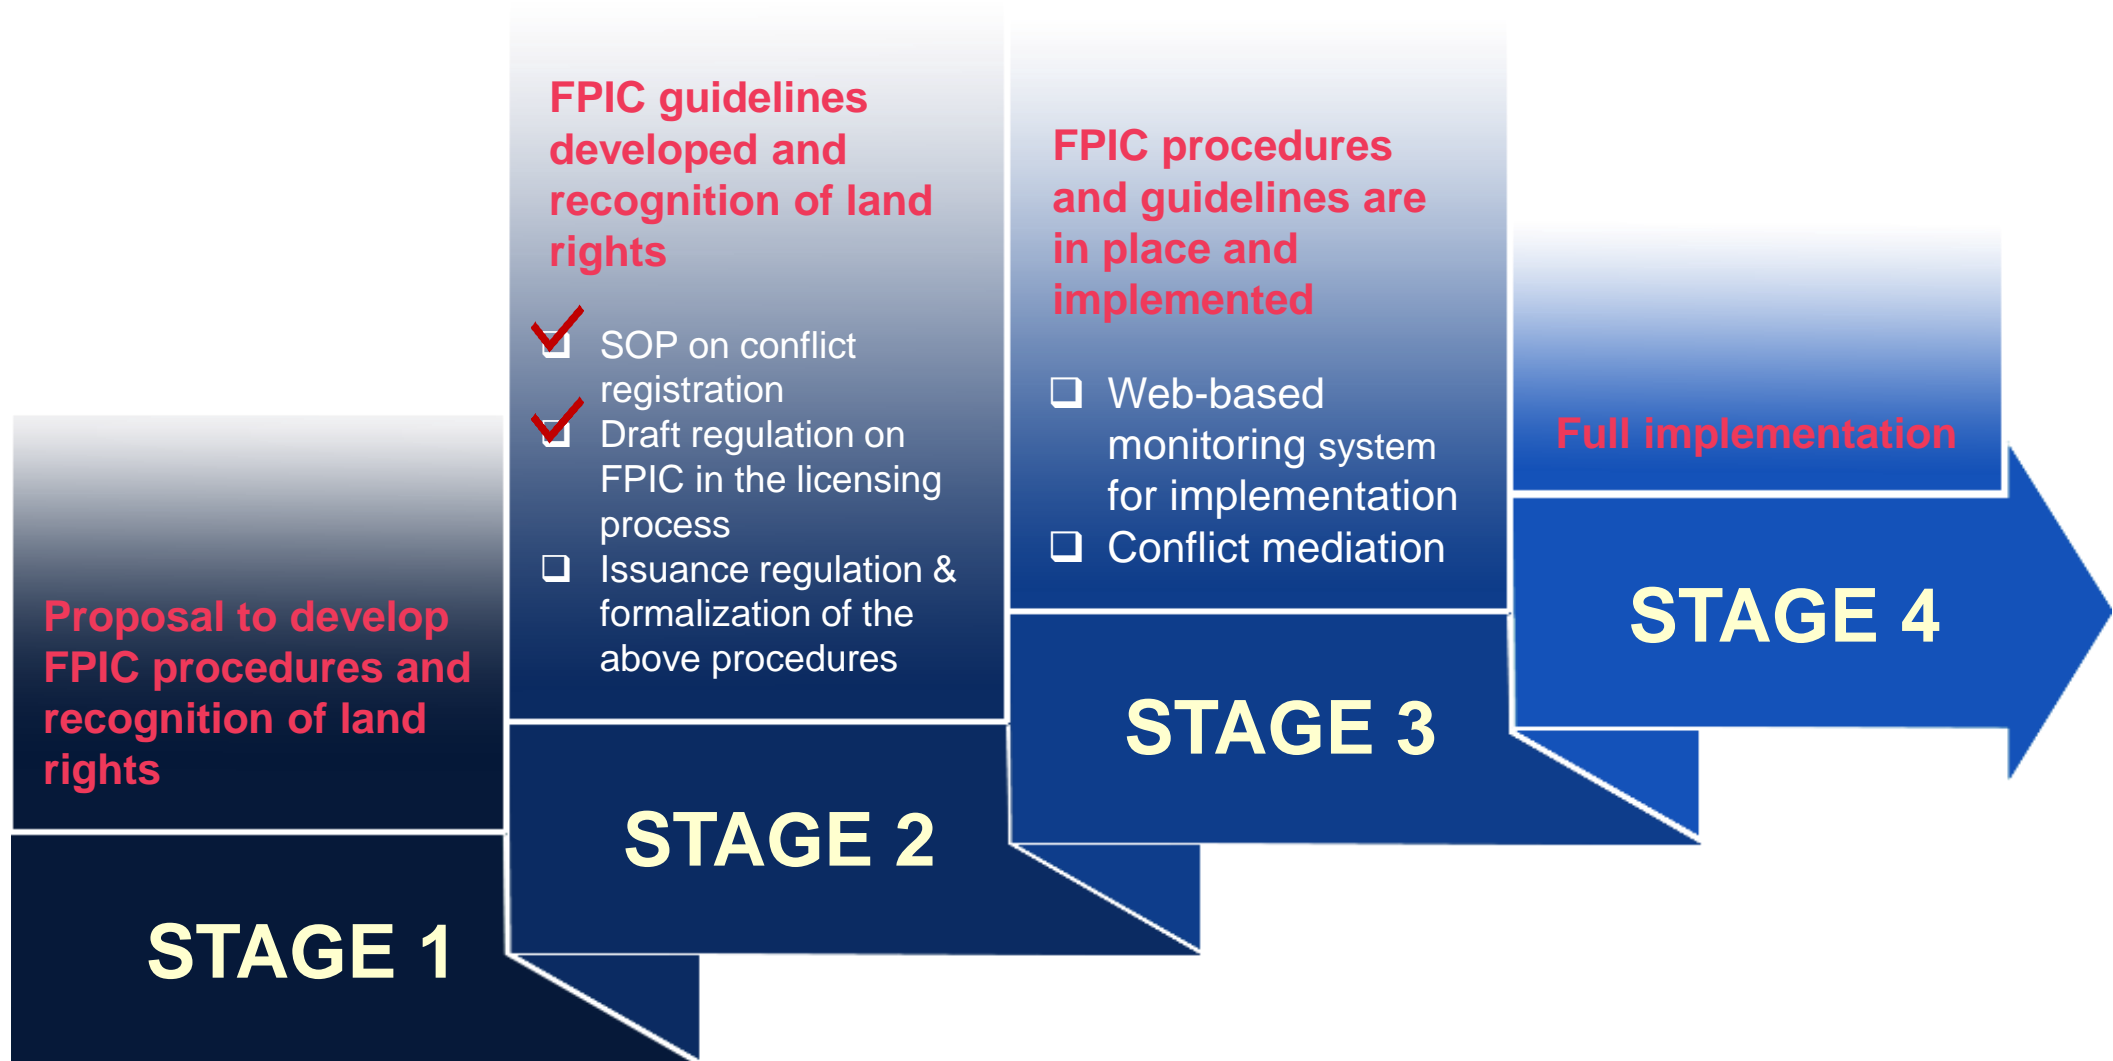 Proposal to develop
FPIC procedures and
recognition of land
rights
STAGE 1
FPIC guidelines
developed and
recognition of land
rights
SOP on conflict
registration
Draft regulation on
FPIC in the licensing
process
Issuance regulation &
formalization of the
above procedures
STAGE 2
FPIC procedures
and guidelines are
in place and
implemented
Web-based
monitoring system
for implementation
Conflict mediation
STAGE 3
Full implementation
STAGE 4